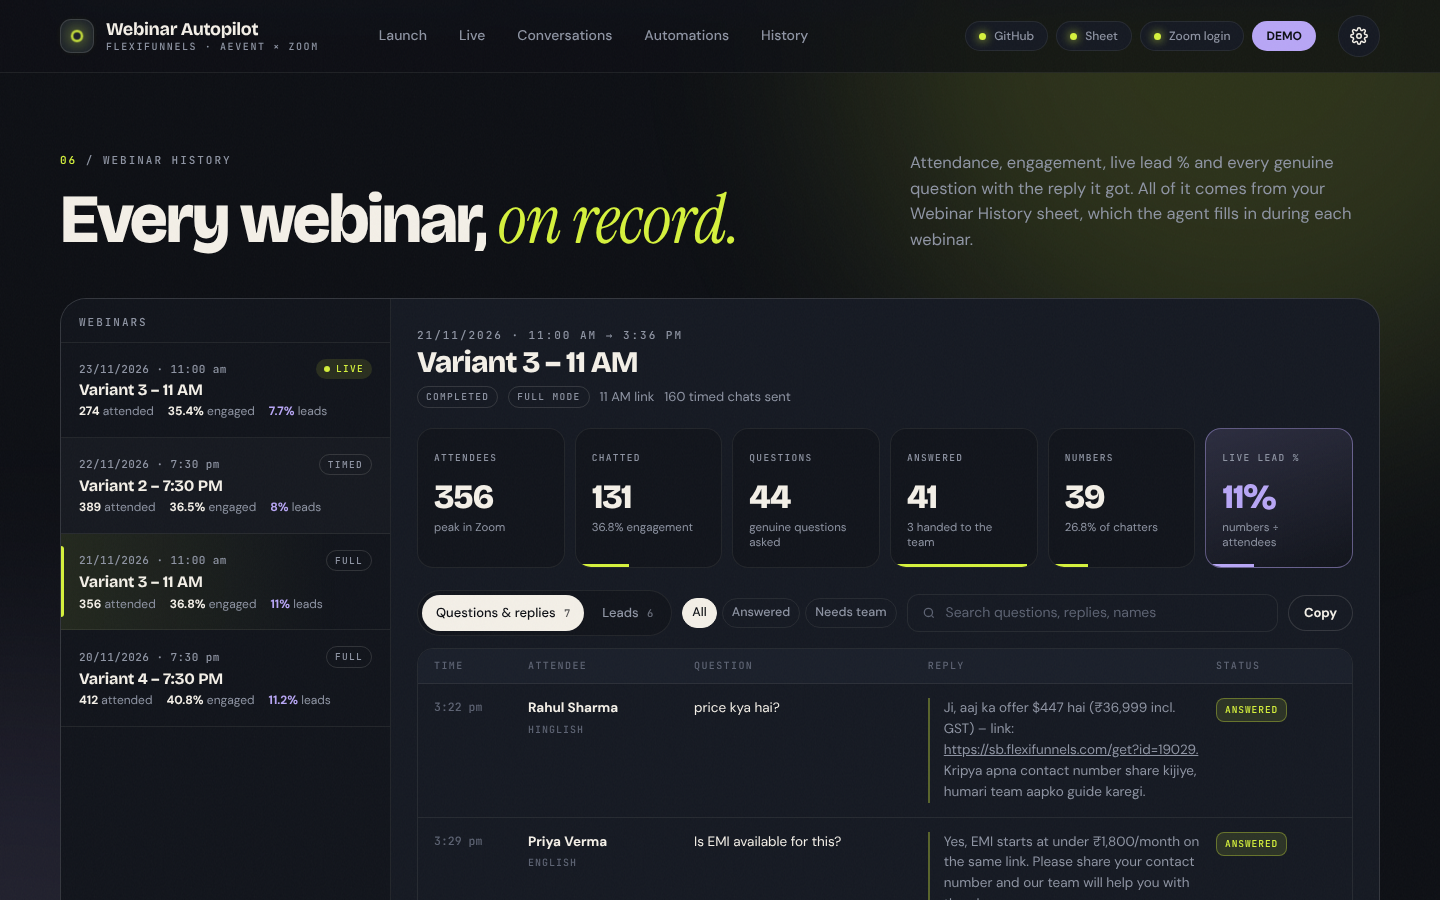 Webinar Autopilot
FLEXIFUNNELS · AEVENT × ZOOM
Launch
Live
Conversations
Automations
History
GitHub
Sheet
Zoom login
DEMO
06 / WEBINAR HISTORY
Every webinar, on record.
Attendance, engagement, live lead % and every genuine
question with the reply it got. All of it comes from your
Webinar History sheet, which the agent fills in during each
webinar.
WEBINARS
23/11/2026 · 11:00 am
LIVE
Variant 3 – 11 AM
274 attended 35.4% engaged 7.7% leads
22/11/2026 · 7:30 pm
TIMED
Variant 2 – 7:30 PM
389 attended 36.5% engaged 8% leads
21/11/2026 · 11:00 am
FULL
Variant 3 – 11 AM
356 attended 36.8% engaged 11% leads
20/11/2026 · 7:30 pm
FULL
Variant 4 – 7:30 PM
412 attended 40.8% engaged 11.2% leads
21/11/2026 · 11:00 AM → 3:36 PM
Variant 3 – 11 AM
COMPLETED
FULL MODE
11 AM link 160 timed chats sent
ATTENDEES
356
peak in Zoom
CHATTED
131
36.8% engagement
QUESTIONS
44
genuine questions
asked
ANSWERED
41
3 handed to the
team
NUMBERS
39
26.8% of chatters
LIVE LEAD %
11%
numbers ÷
attendees
Questions & replies 7
Leads 6
All
Answered
Needs team
Search questions, replies, names
Copy
TIME
ATTENDEE
QUESTION
REPLY
STATUS
3:22 pm
Rahul Sharma
HINGLISH
price kya hai?
Ji, aaj ka offer $447 hai (₹36,999 incl.
GST) – link:
https://sb.flexifunnels.com/get?id=19029.
Kripya apna contact number share kijiye,
humari team aapko guide karegi.
ANSWERED
3:29 pm
Priya Verma
ENGLISH
Is EMI available for this?
Yes, EMI starts at under ₹1,800/month on
the same link. Please share your contact
number and our team will help you with
ANSWERED